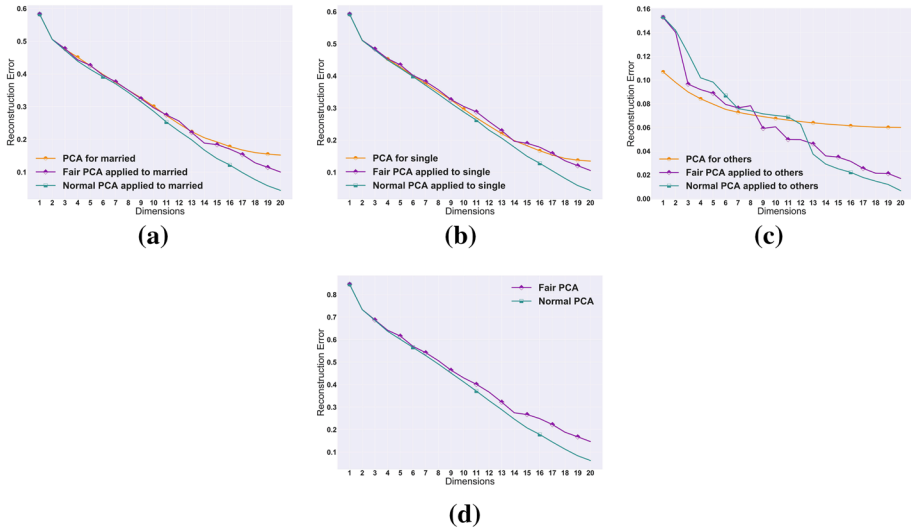 0.6
0.5
0.4
0.3
0.2
0.1
Reconstruction Error
PCA for married
Fair PCA applied to married
Normal PCA applied to married
1 2 3 4 5 6 7 8 9 10 11 12 13 14 15 16 17 18 19 20
Dimensions
(a)
0.6
0.5
0.4
0.3
0.2
0.1
Reconstruction Error
PCA for single
Fair PCA applied to single
Normal PCA applied to single
1 2 3 4 5 6 7 8 9 10 11 12 13 14 15 16 17 18 19 20
Dimensions
(b)
0.16
0.14
0.12
0.10
0.08
0.06
0.04
0.02
0.00
Reconstruction Error
PCA for others
Fair PCA applied to others
Normal PCA applied to others
1 2 3 4 5 6 7 8 9 10 11 12 13 14 15 16 17 18 19 20
Dimensions
(c)
0.8
0.7
0.6
0.5
0.4
0.3
0.2
0.1
Reconstruction Error
Fair PCA
Normal PCA
1 2 3 4 5 6 7 8 9 10 11 12 13 14 15 16 17 18 19 20
Dimensions
(d)